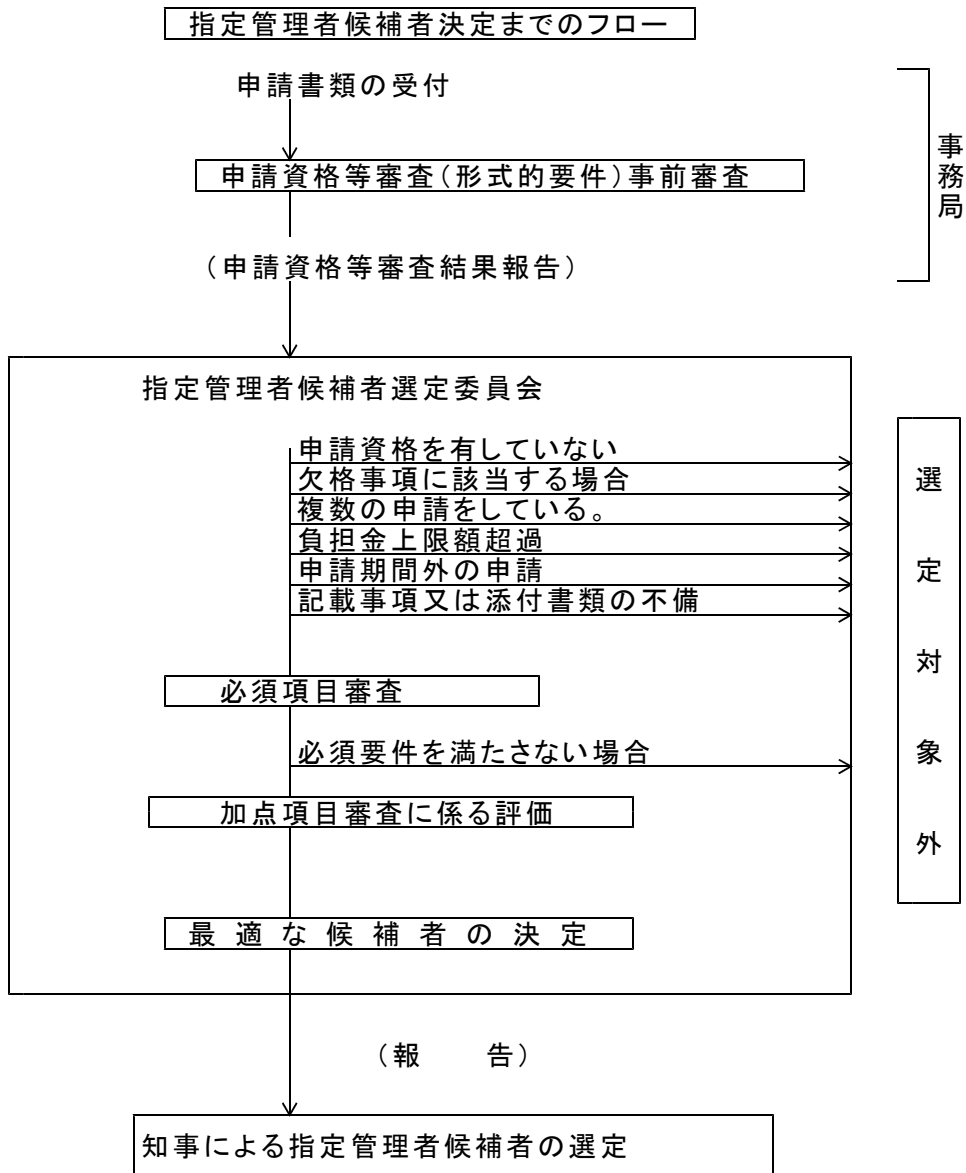 指定管理者候補者決定までのフロー
申請書類の受付
事務局
申請資格等審査(形式的要件)事前審査
(申請資格等審査結果報告)
指定管理者候補者選定委員会
申請資格を有していない
欠格事項に該当する場合
複数の申請をしている。
負担金上限額超過
申請期間外の申請
記載事項又は添付書類の不備
選定対象外
必須項目審査
必須要件を満たさない場合
加点項目審査に係る評価
最適な候補者の決定
(報 告)
知事による指定管理者候補者の選定